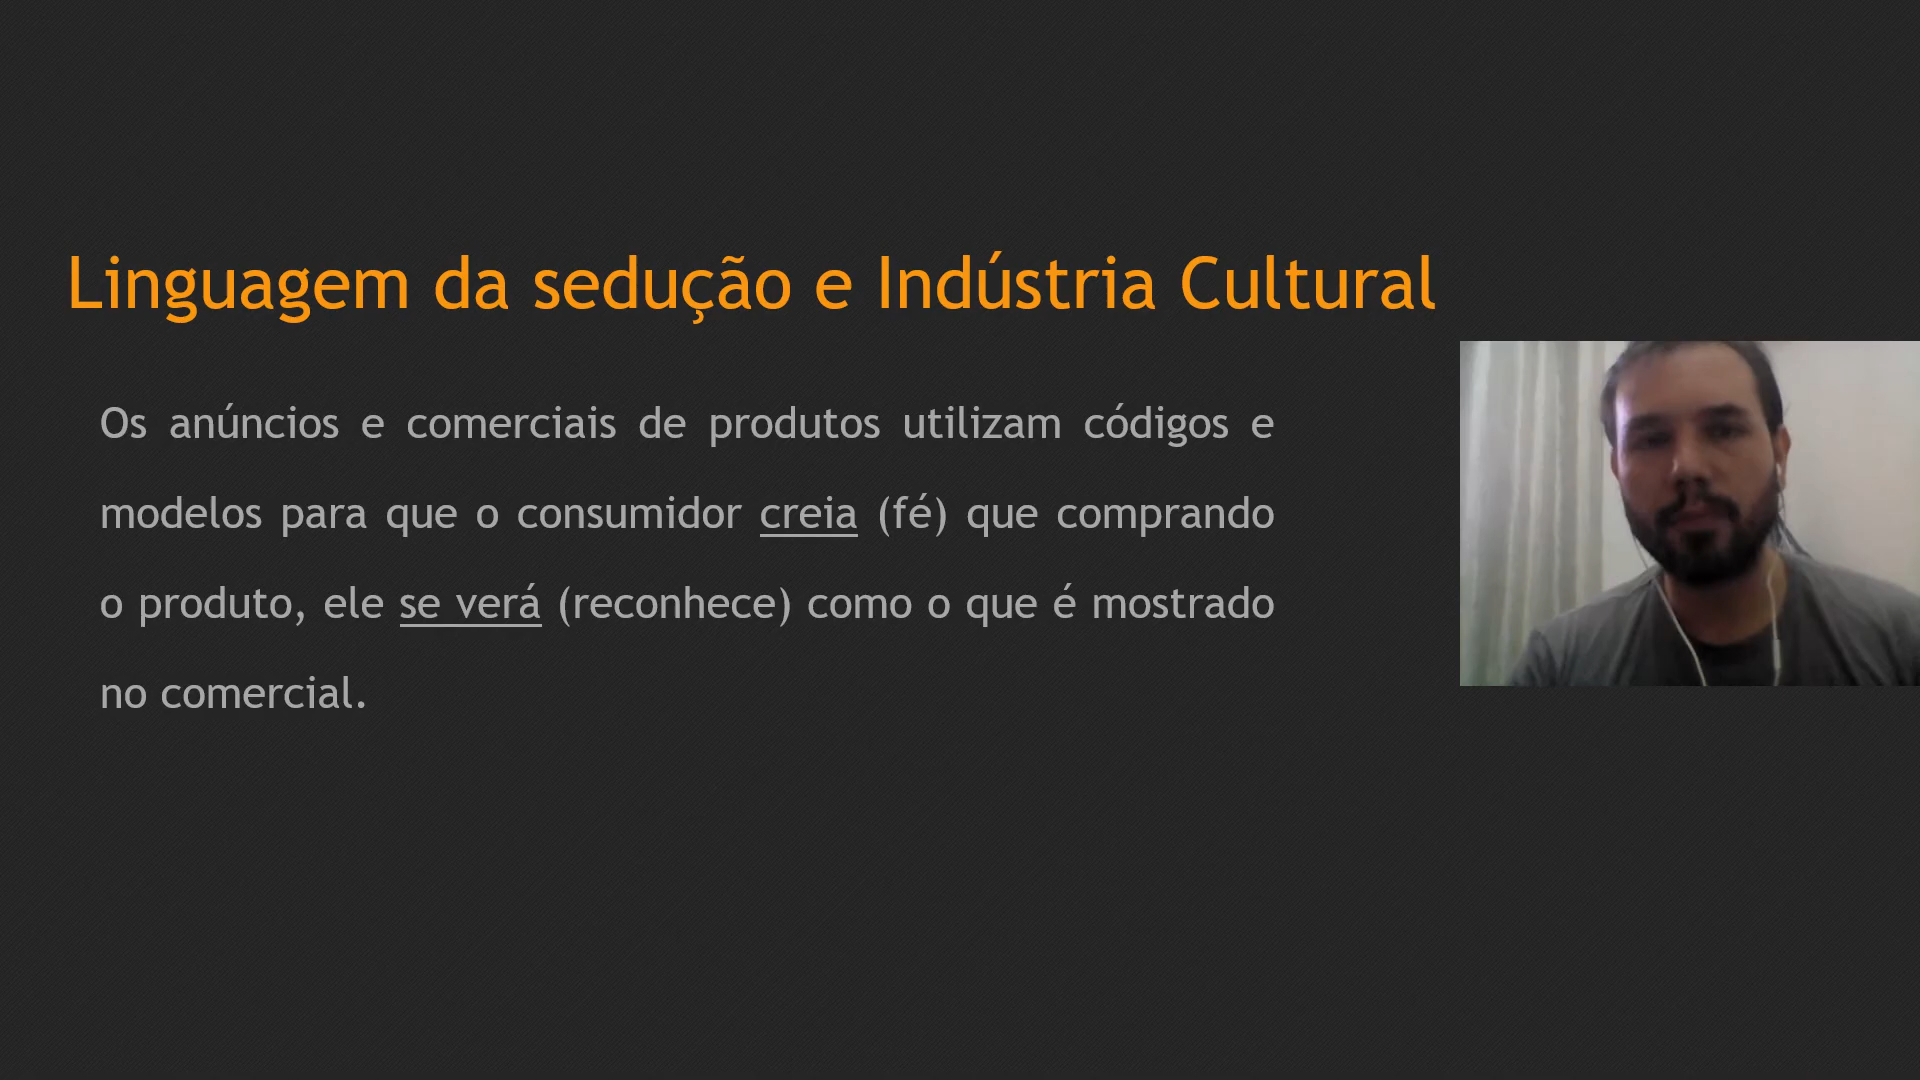 Linguagem da sedução e Indústria Cultural
Os anúncios e comerciais de produtos utilizam códigos e
modelos para que o consumidor creia (fé) que comprando
o produto, ele se verá (reconhece) como o que é mostrado
no comercial.